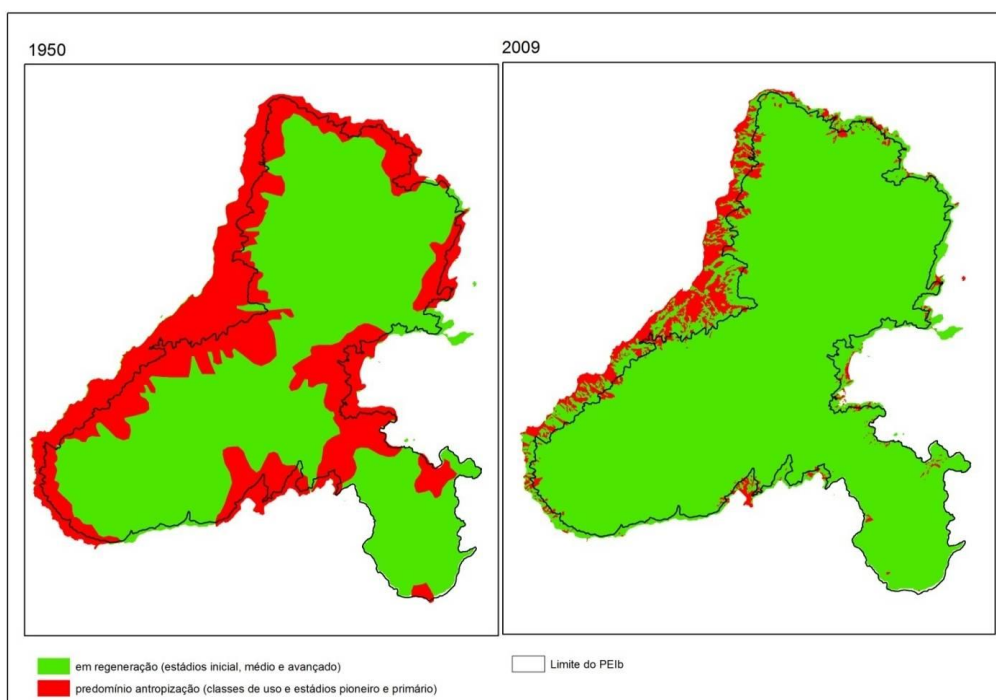 1950
2009
em regeneração (estádios inicial, médio e avançado)
Limite do PEIb
predomínio antropização (classes de uso e estádios pioneiro e primário)